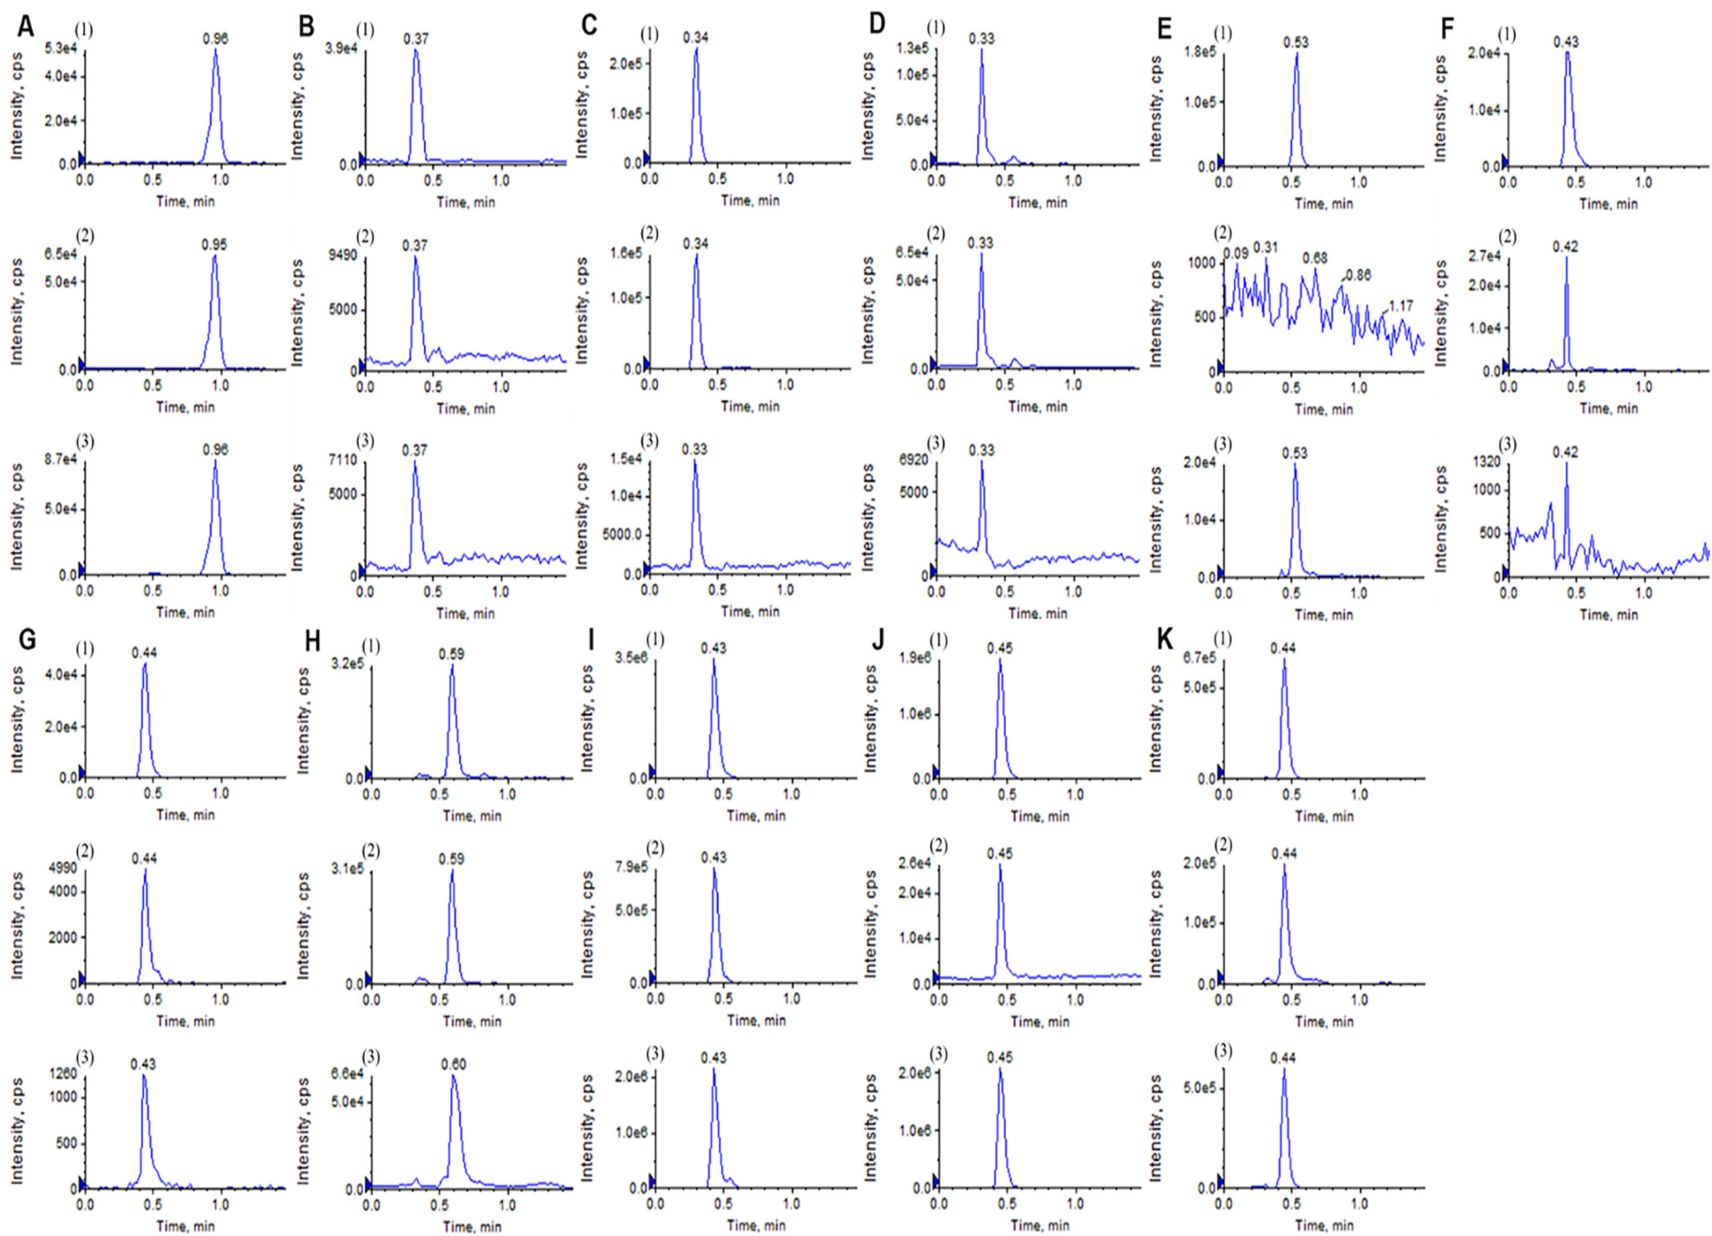 A (1) 0.96
Intensity, cps
5.3e4
4.0e4
2.0e4
0.0
0.0 0.5 1.0
Time, min
B (1) 0.37
Intensity, cps
3.9e4
0.0
0.0 0.5 1.0
Time, min
C (1) 0.34
Intensity, cps
2.0e5
1.0e5
0.0
0.0 0.5 1.0
Time, min
D (1) 0.33
Intensity, cps
1.3e5
1.0e5
5.0e4
0.0
0.0 0.5 1.0
Time, min
E (1) 0.53
Intensity, cps
1.8e5
1.0e5
0.0
0.0 0.5 1.0
Time, min
F (1) 0.43
Intensity, cps
2.0e4
1.0e4
0.0
0.0 0.5 1.0
Time, min
(2) 0.95
Intensity, cps
6.5e4
5.0e4
0.0
0.0 0.5 1.0
Time, min
(2) 0.37
Intensity, cps
9490
5000
0
0.0 0.5 1.0
Time, min
(2) 0.34
Intensity, cps
1.6e5
1.0e5
0.0
0.0 0.5 1.0
Time, min
(2) 0.33
Intensity, cps
6.5e4
5.0e4
0.0
0.0 0.5 1.0
Time, min
(2) 0.09 0.31 0.68 0.86 1.17
Intensity, cps
1000
500
0
0.0 0.5 1.0
Time, min
(2) 0.42
Intensity, cps
2.7e4
2.0e4
1.0e4
0.0
0.0 0.5 1.0
Time, min
(3) 0.96
Intensity, cps
8.7e4
5.0e4
0.0
0.0 0.5 1.0
Time, min
(3) 0.37
Intensity, cps
7110
5000
0
0.0 0.5 1.0
Time, min
(3) 0.33
Intensity, cps
1.5e4
1.0e4
5000.0
0.0
0.0 0.5 1.0
Time, min
(3) 0.33
Intensity, cps
6920
5000
0
0.0 0.5 1.0
Time, min
(3) 0.53
Intensity, cps
2.0e4
1.0e4
0.0
0.0 0.5 1.0
Time, min
(3) 0.42
Intensity, cps
1320
1000
500
0
0.0 0.5 1.0
Time, min
G (1) 0.44
Intensity, cps
4.0e4
2.0e4
0.0
0.0 0.5 1.0
Time, min
H (1) 0.59
Intensity, cps
3.2e5
0.0
0.0 0.5 1.0
Time, min
I (1) 0.43
Intensity, cps
3.5e6
0.0
0.0 1.0
Time, min
J (1) 0.45
Intensity, cps
1.9e6
1.0e6
0.0
0.0 0.5 1.0
Time, min
K (1) 0.44
Intensity, cps
6.7e5
5.0e5
0.0
0.0 0.5 1.0
Time, min
(2) 0.44
Intensity, cps
4990
4000
2000
0
0.0 0.5 1.0
Time, min
(2) 0.59
Intensity, cps
3.1e5
0.0
0.0 0.5 1.0
Time, min
(2) 0.43
Intensity, cps
7.9e5
5.0e5
0.0
0.0 1.0
Time, min
(2) 0.45
Intensity, cps
2.6e4
2.0e4
1.0e4
0.0
0.0 0.5 1.0
Time, min
(2) 0.44
Intensity, cps
2.0e5
1.0e5
0.0
0.0 0.5 1.0
Time, min
(3) 0.43
Intensity, cps
1260
1000
500
0
0.0 0.5 1.0
Time, min
(3) 0.60
Intensity, cps
6.6e4
5.0e4
0.0
0.0 0.5 1.0
Time, min
(3) 0.43
Intensity, cps
2.0e6
1.0e6
0.0
0.0 1.0
Time, min
(3) 0.45
Intensity, cps
2.0e6
1.0e6
0.0
0.0 0.5 1.0
Time, min
(3) 0.44
Intensity, cps
5.0e5
0.0
0.0 0.5 1.0
Time, min